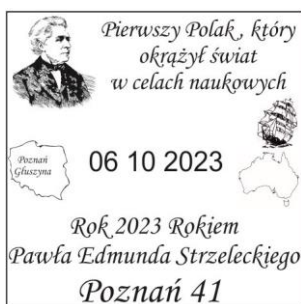 Pierwszy Polak, który
okrążył świat
w celach naukowych
Poznań
Głuszyna
06 10 2023
Rok 2023 Rokiem
Pawła Edmunda Strzeleckiego
Poznań 41